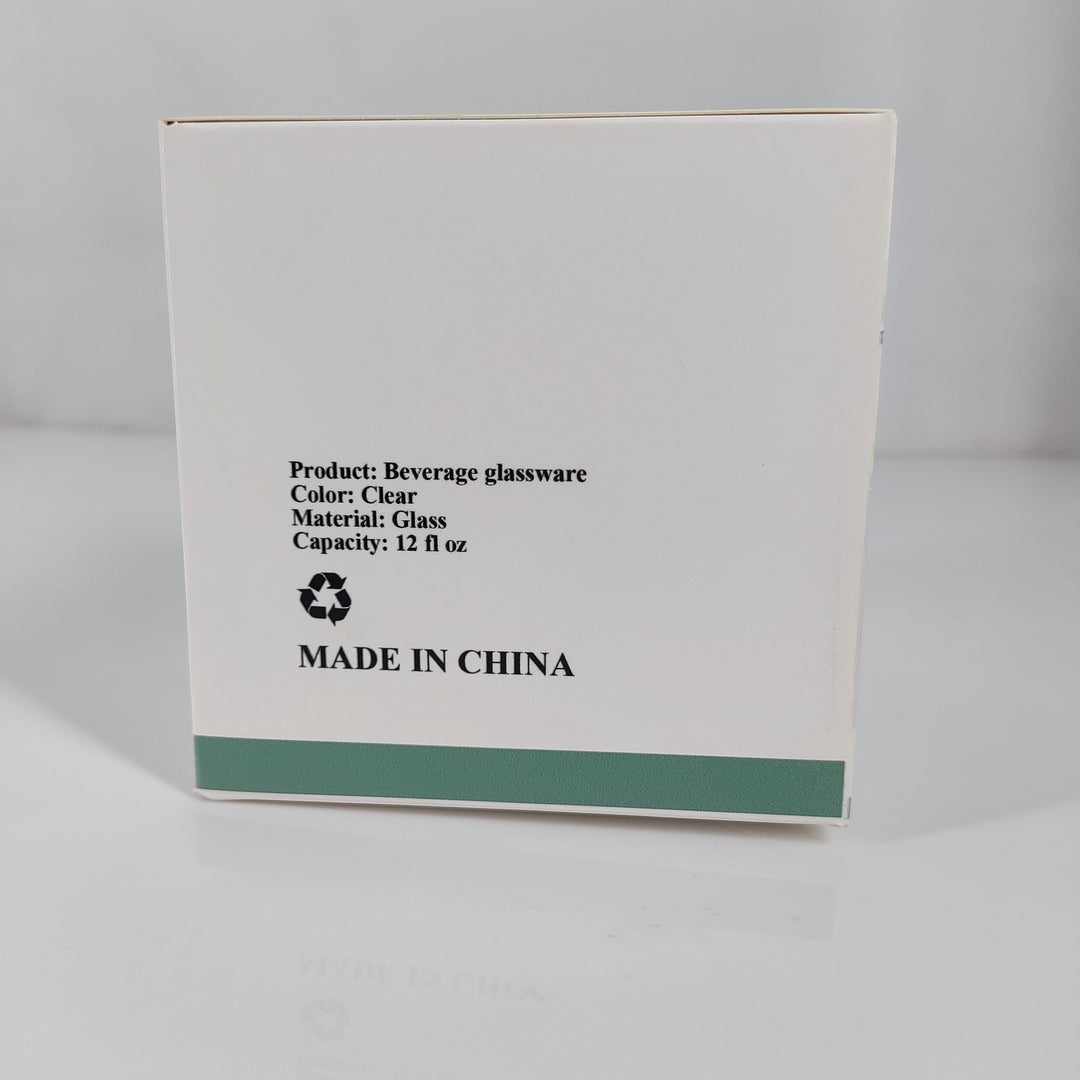 Product: Beverage glassware
Color: Clear
Material: Glass
Capacity: 12 fl oz
MADE IN CHINA